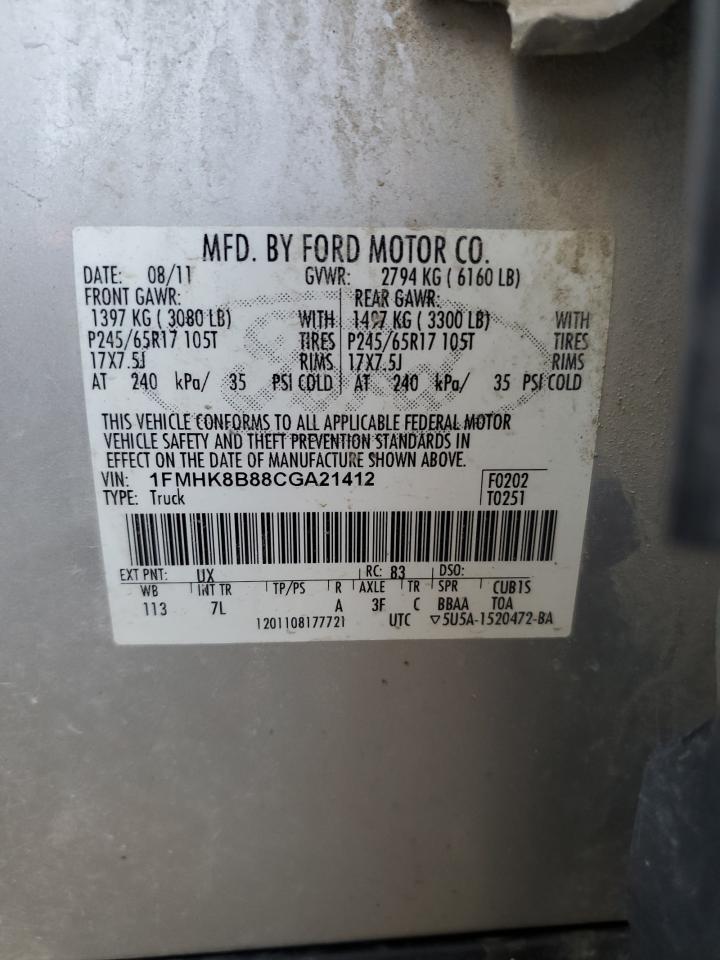 MFD. BY FORD MOTOR CO.
DATE: 08/11 GVWR: 2794 KG ( 6160 LB)
FRONT GAWR: REAR GAWR:
1397 KG ( 3080 LB) WITH 1497 KG ( 3300 LB) WITH
P245/65R17 105T TIRES P245/65R17 105T TIRES
17X7.5J RIMS 17X7.5J RIMS
AT 240 kPa/ 35 PSI COLD AT 240 kPa/ 35 PSI COLD
THIS VEHICLE CONFORMS TO ALL APPLICABLE FEDERAL MOTOR
VEHICLE SAFETY AND THEFT PREVENTION STANDARDS IN
EFFECT ON THE DATE OF MANUFACTURE SHOWN ABOVE.
VIN: 1FMHK8B88CGA21412 F0202
TYPE: Truck T0251
EXT PNT: UX RC: 83 DSO:
WB INT TR TP/PS R AXLE TR SPR CUB1S
113 7L A 3F C BBAA TOA
1201108177721 UTC ▽5U5A-1520472-BA